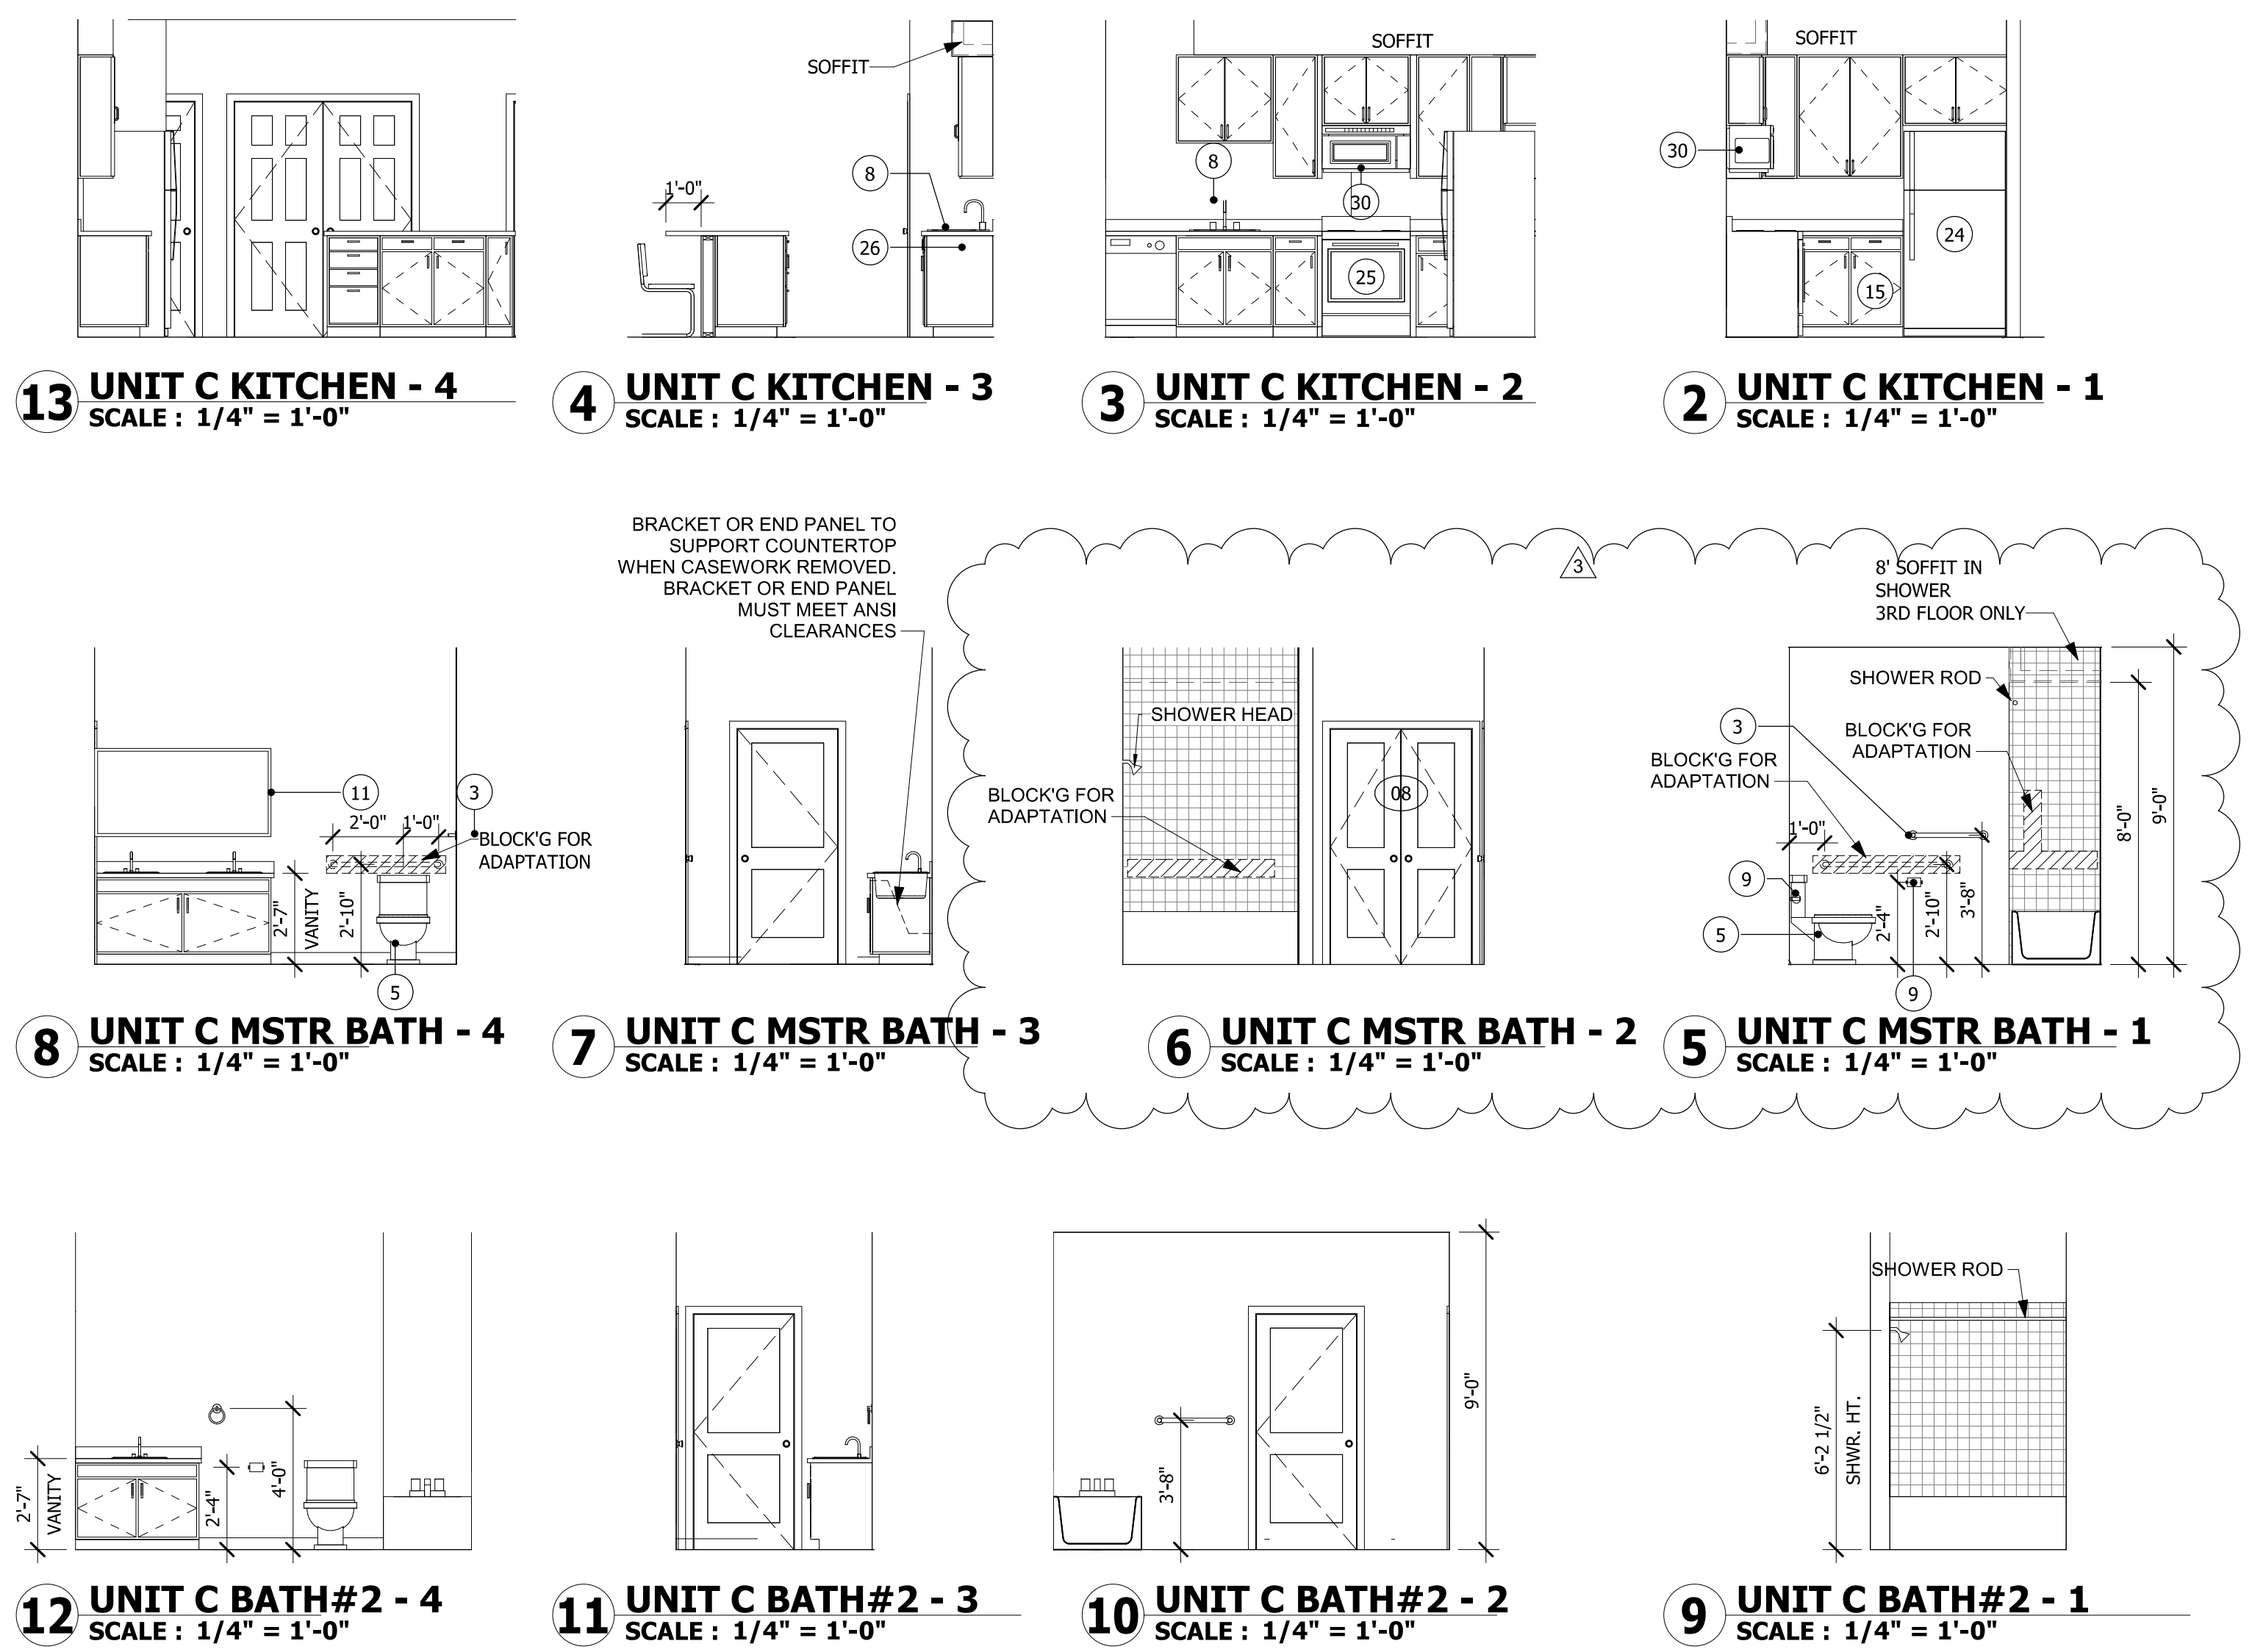 SOFFIT
1'-0"
8
26
SOFFIT
8
30
25
SOFFIT
30
24
15
13 UNIT C KITCHEN - 4
SCALE : 1/4" = 1'-0"
4 UNIT C KITCHEN - 3
SCALE : 1/4" = 1'-0"
3 UNIT C KITCHEN - 2
SCALE : 1/4" = 1'-0"
2 UNIT C KITCHEN - 1
SCALE : 1/4" = 1'-0"
11
3
2'-0"
1'-0"
BLOCK'G FOR
ADAPTATION
2'-7"
VANITY
2'-10"
5
BRACKET OR END PANEL TO
SUPPORT COUNTERTOP
WHEN CASEWORK REMOVED.
BRACKET OR END PANEL
MUST MEET ANSI
CLEARANCES
3
SHOWER HEAD
BLOCK'G FOR
ADAPTATION
08
8' SOFFIT IN
SHOWER
3RD FLOOR ONLY
SHOWER ROD
3
BLOCK'G FOR
ADAPTATION
BLOCK'G FOR
ADAPTATION
1'-0"
9
5
2'-4"
2'-10"
3'-8"
9
8'-0"
9'-0"
8 UNIT C MSTR BATH - 4
SCALE : 1/4" = 1'-0"
7 UNIT C MSTR BATH - 3
SCALE : 1/4" = 1'-0"
6 UNIT C MSTR BATH - 2
SCALE : 1/4" = 1'-0"
5 UNIT C MSTR BATH - 1
SCALE : 1/4" = 1'-0"
2'-7"
VANITY
2'-4"
4'-0"
3'-8"
9'-0"
SHOWER ROD
6'-2 1/2"
SHWR. HT.
12 UNIT C BATH#2 - 4
SCALE : 1/4" = 1'-0"
11 UNIT C BATH#2 - 3
SCALE : 1/4" = 1'-0"
10 UNIT C BATH#2 - 2
SCALE : 1/4" = 1'-0"
9 UNIT C BATH#2 - 1
SCALE : 1/4" = 1'-0"